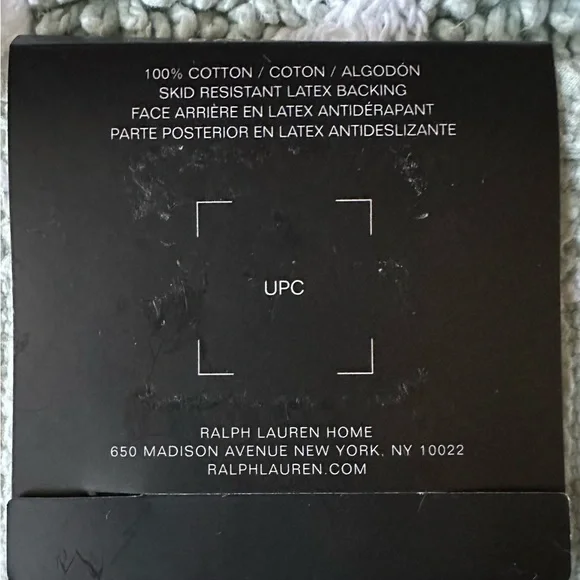 100% COTTON / COTON / ALGODÓN
SKID RESISTANT LATEX BACKING
FACE ARRIÈRE EN LATEX ANTIDÉRAPANT
PARTE POSTERIOR EN LATEX ANTIDESLIZANTE
UPC
RALPH LAUREN HOME
650 MADISON AVENUE NEW YORK, NY 10022
RALPHLAUREN.COM